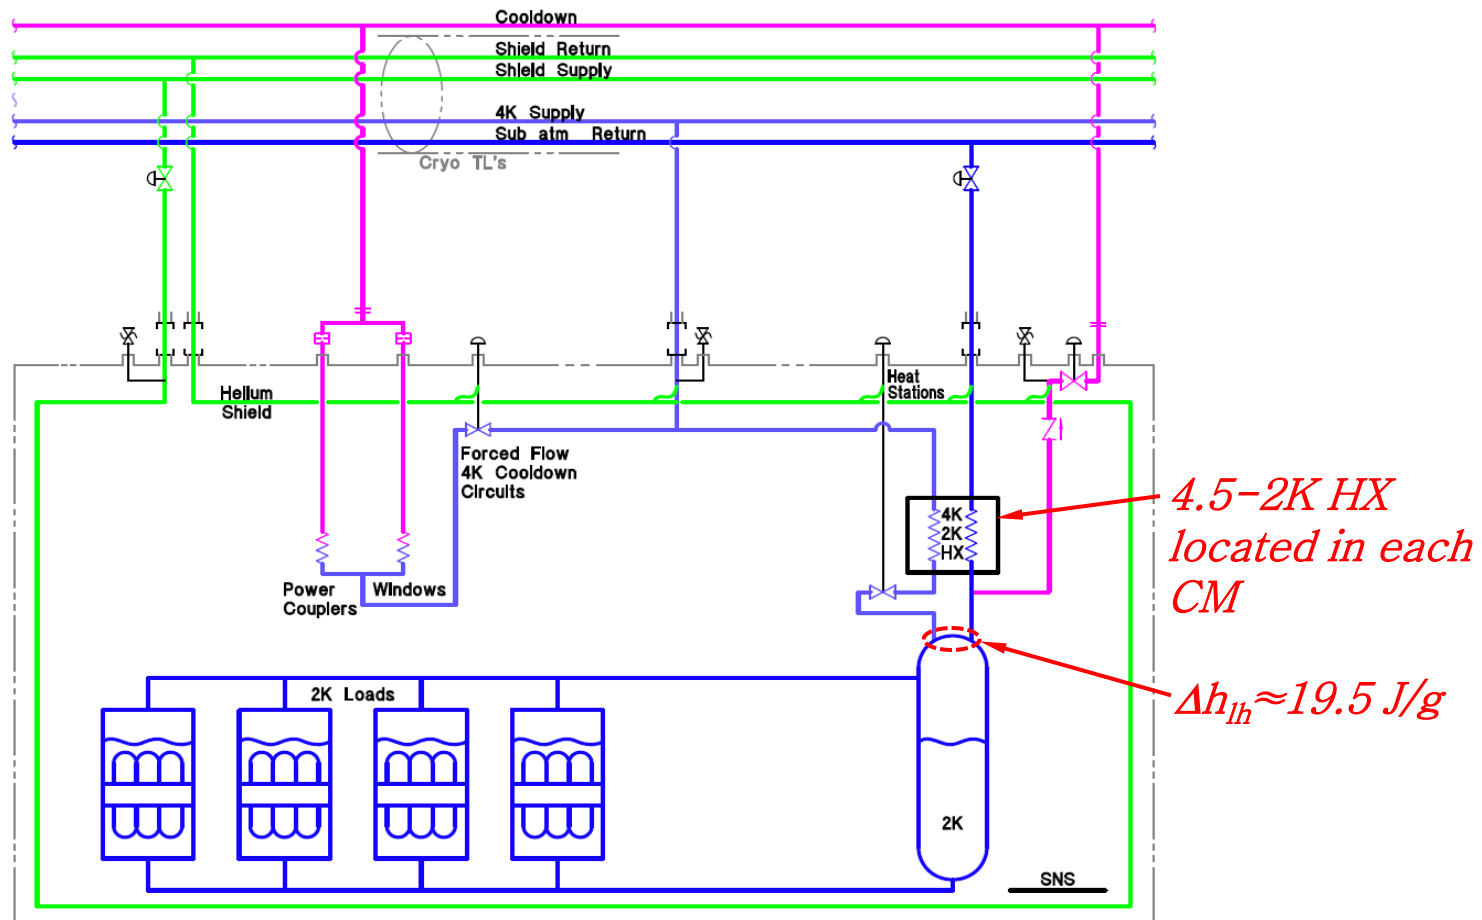 Cooldown
Shield Return
Shield Supply
4K Supply
Sub atm Return
Cryo TL's
Helium
Shield
Heat
Stations
Forced Flow
4K Cooldown
Circuits
4K
2K
HX
4.5-2K HX
located in each
CM
Power
Couplers
Windows
2K Loads
Δh_lh≈19.5 J/g
2K
SNS